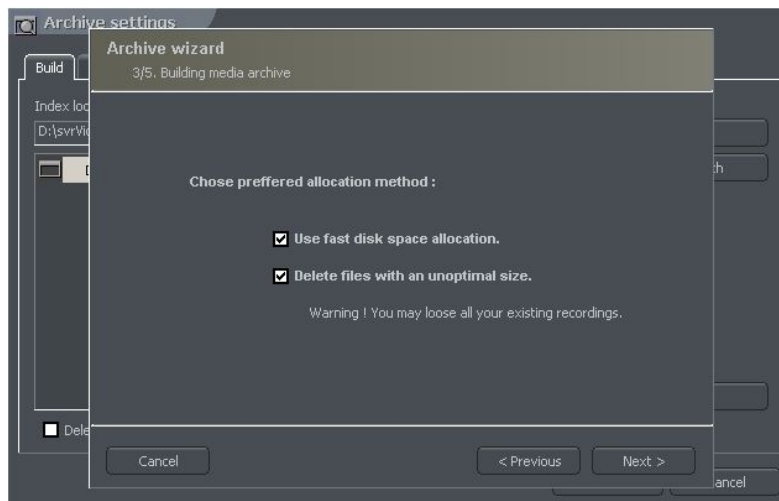 Archive settings
Archive wizard
3/5. Building media archive
Build
Index loc
D:\svrVi
Chose preffered allocation method :
Use fast disk space allocation.
Delete files with an unoptimal size.
Warning ! You may loose all your existing recordings.
Dele
Cancel
< Previous
Next >
ancel